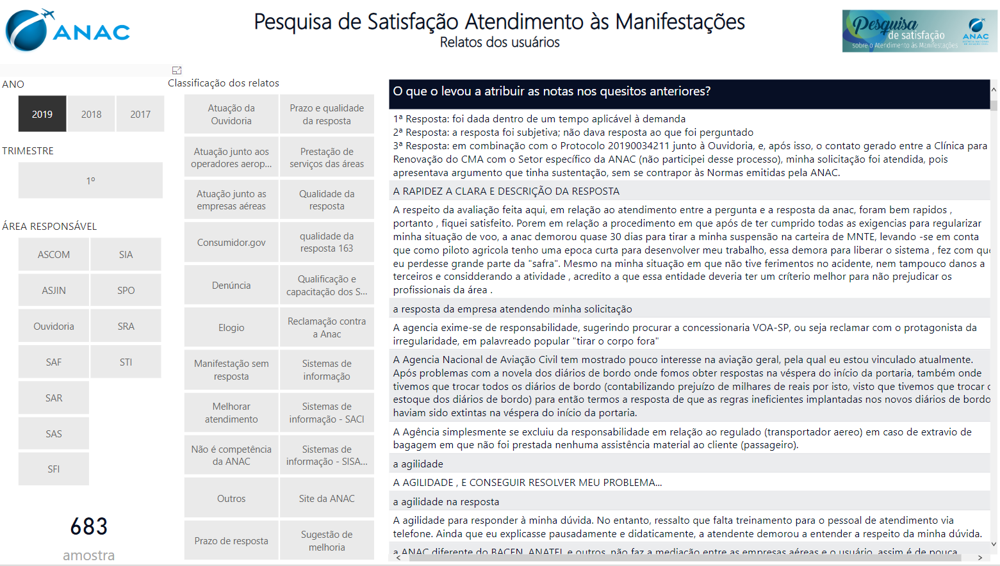 ANAC
Pesquisa de Satisfação Atendimento às Manifestações
Relatos dos usuários
Pesquisa
de satisfação
sobre o Atendimento às Manifestações
ANAC
ANO
2019
2018
2017
TRIMESTRE
1º
ÁREA RESPONSÁVEL
ASCOM
SIA
ASJIN
SPO
Ouvidoria
SRA
SAF
STI
SAR
SAS
SFI
683
amostra
Classificação dos relatos
Atuação da
Ouvidoria
Prazo e qualidade
da resposta
Atuação junto aos
operadores aerop...
Prestação de
serviços das áreas
Atuação junto as
empresas aéreas
Qualidade da
resposta
Consumidor.gov
qualidade da
resposta 163
Denúncia
Qualificação e
capacitação dos S...
Elogio
Reclamação contra
a Anac
Manifestação sem
resposta
Sistemas de
informação
Melhorar
atendimento
Sistemas de
informação - SACI
Não é competência
da ANAC
Sistemas de
informação - SISA...
Outros
Site da ANAC
Prazo de resposta
Sugestão de
melhoria
O que o levou a atribuir as notas nos quesitos anteriores?
1ª Resposta: foi dada dentro de um tempo aplicável à demanda
2ª Resposta: a resposta foi subjetiva; não dava resposta ao que foi perguntado
3ª Resposta: em combinação com o Protocolo 20190034211 junto à Ouvidoria, e, após isso, o contato gerado entre a Clínica para
Renovação do CMA com o Setor específico da ANAC (não participei desse processo), minha solicitação foi atendida, pois
apresentava argumento que tinha sustentação, sem se contrapor às Normas emitidas pela ANAC.
A RAPIDEZ A CLARA E DESCRIÇÃO DA RESPOSTA
A respeito da avaliação feita aqui, em relação ao atendimento entre a pergunta e a resposta da anac, foram bem rapidos ,
portanto , fiquei satisfeito. Porem em relação a procedimento em que após de ter cumprido todas as exigencias para regularizar
minha situação de voo, a anac demorou quase 30 dias para tirar a minha suspensão na carteira de MNTE, levando -se em conta
que como piloto agricola tenho uma epoca curta para desenvolver meu trabalho, essa demora para liberar o sistema , fez com que
eu perdesse grande parte da "safra". Mesmo na minha situação em que não tive ferimentos no acidente, nem tampouco danos a
terceiros e considderando a atividade , acredito a que essa entidade deveria ter um críterio melhor para não prejudicar os
profissionais da área .
a resposta da empresa atendendo minha solicitação
A agencia exime-se de responsabilidade, sugerindo procurar a concessionaria VOA-SP, ou seja reclamar com o protagonista da
irregularidade, em palavreado popular "tirar o corpo fora"
A Agencia Nacional de Aviação Civil tem mostrado pouco interesse na aviação geral, pela qual eu estou vinculado atualmente.
Após problemas com a novela dos diários de bordo onde fomos obter respostas na véspera do início da portaria, também onde
tivemos que trocar todos os diários de bordo (contabilizando prejuízo de milhares de reais por isto, visto que tivemos que trocar o
estoque dos diários de bordo) para então termos a resposta de que as regras ineficientes implantadas nos novos diários de bordo
haviam sido extintas na véspera do início da portaria.
A Agência simplesmente se excluiu da responsabilidade em relação ao regulado (transportador aereo) em caso de extravio de
bagagem em que não foi prestada nenhuma assistência material ao cliente (passageiro).
a agilidade
A AGILIDADE , E CONSEGUIR RESOLVER MEU PROBLEMA...
a agilidade na resposta
A agilidade para responder à minha dúvida. No entanto, ressalto que falta treinamento para o pessoal de atendimento via
telefone. Ainda que eu explicasse pausadamente e didaticamente, a atendente demorou a entender a respeito da minha dúvida.
a ANAC diferente do BACEN, ANATEL e outros, não faz a mediação entre as empresas aéreas e o usuário, assim é de pouca